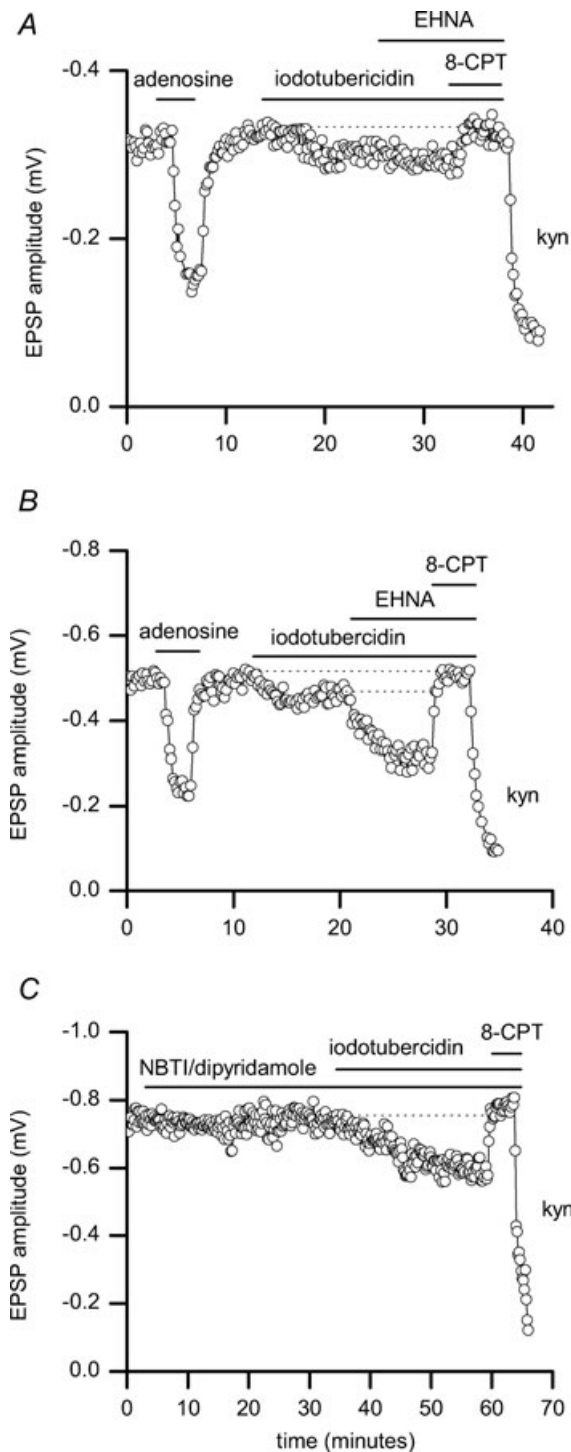 A
EHNA
8-CPT
adenosine
iodotubericidin
-0.4
-0.2
0.0
EPSP amplitude (mV)
kyn
0 10 20 30 40
B
8-CPT
EHNA
adenosine
iodotubercidin
-0.8
-0.6
-0.4
-0.2
0.0
EPSP amplitude (mV)
kyn
0 10 20 30 40
C
8-CPT
iodotubercidin
NBTI/dipyridamole
-1.0
-0.8
-0.6
-0.4
-0.2
0.0
EPSP amplitude (mV)
kyn
0 10 20 30 40 50 60 70
time (minutes)